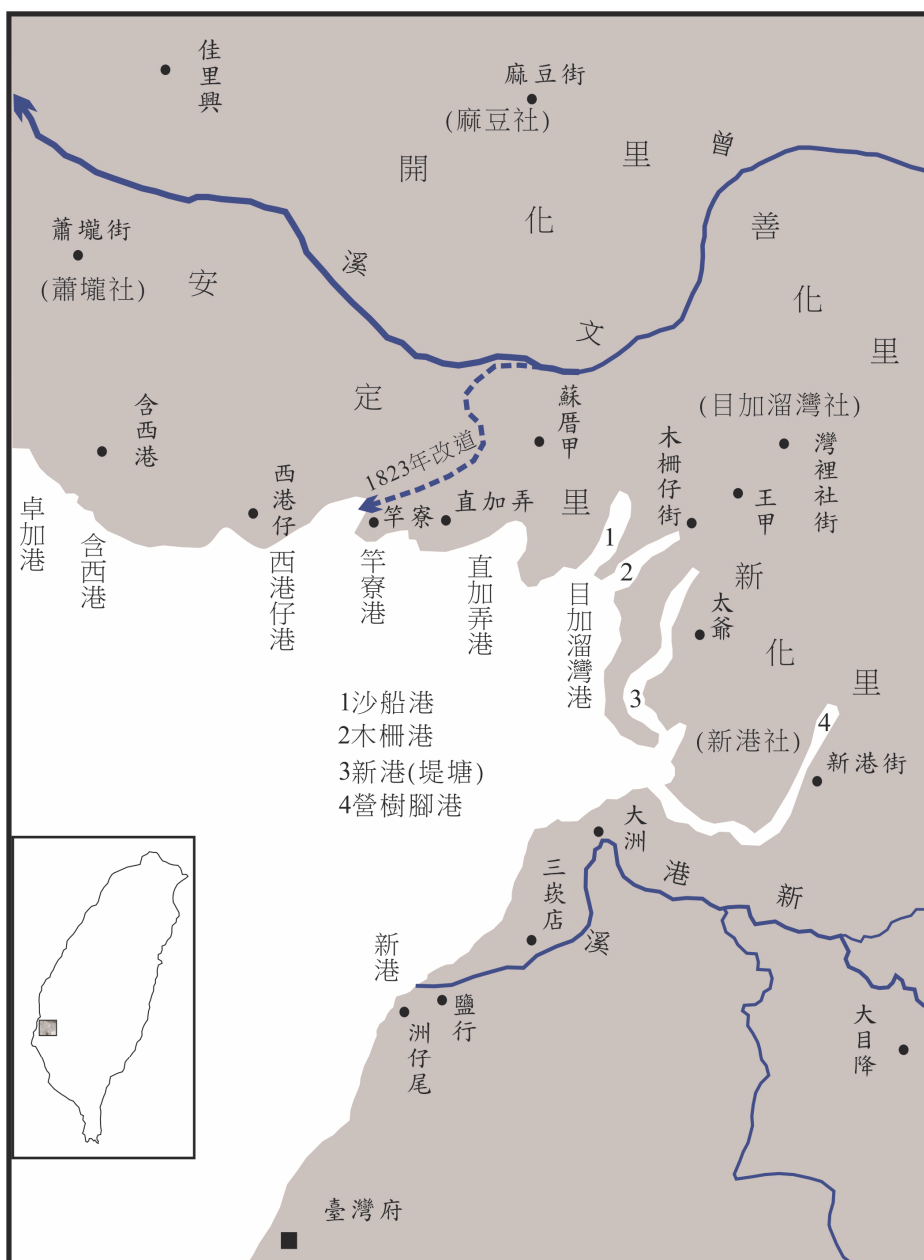 佳里興
麻豆街
(麻豆社)
開化里
曾文溪
善化里
蕭壠街
(蕭壠社)
安定里
蘇厝甲
(目加溜灣社)
1823年改道
含西港
西港仔
竿寮
直加弄
木柵仔街
王甲
灣裡社街
卓加港
含西港
西港仔港
竿寮港
直加弄港
目加溜灣港
1
2
3
4
新化里
太爺
(新港社)
新港街
1沙船港
2木柵港
3新港(堤塘)
4營樹腳港
大洲
三崁店
新港溪
新港
鹽行
洲仔尾
大目降
臺灣府